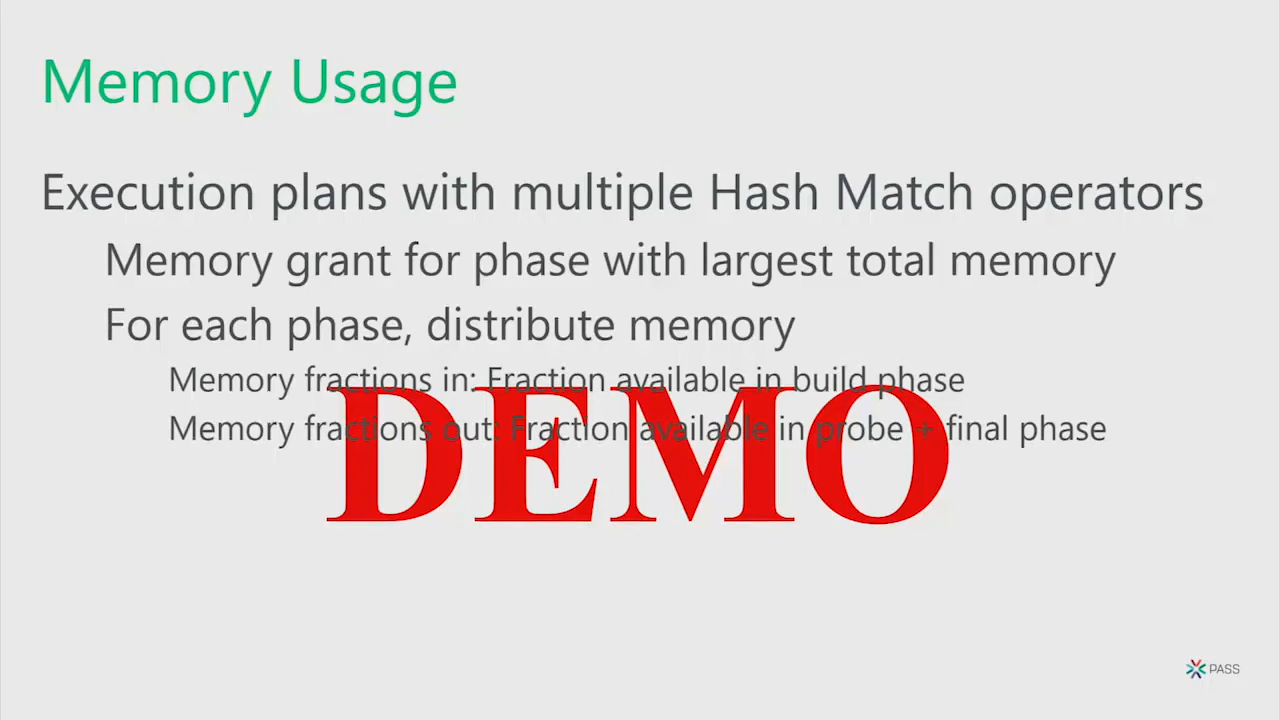 Memory Usage
Execution plans with multiple Hash Match operators
Memory grant for phase with largest total memory
For each phase, distribute memory
Memory fractions in: Fraction available in build phase
Memory fractions out: Fraction available in probe + final phase
DEMO
PASS